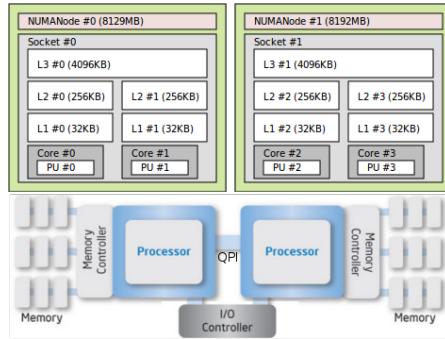 NUMANode #0 (8129MB)
Socket #0
L3 #0 (4096KB)
L2 #0 (256KB)
L2 #1 (256KB)
L1 #0 (32KB)
L1 #1 (32KB)
Core #0
PU #0
Core #1
PU #1
NUMANode #1 (8192MB)
Socket #1
L3 #1 (4096KB)
L2 #2 (256KB)
L2 #3 (256KB)
L1 #2 (32KB)
L1 #3 (32KB)
Core #2
PU #2
Core #3
PU #3
Memory
Memory
Controller
Processor
QPI
Processor
Memory
Controller
Memory
I/O
Controller